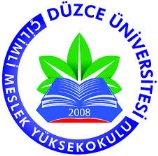 DÜZCE ÜNİVERSİTESİ
ÇİLİMLİ MESLEK YÜKSEKOKULU
2008